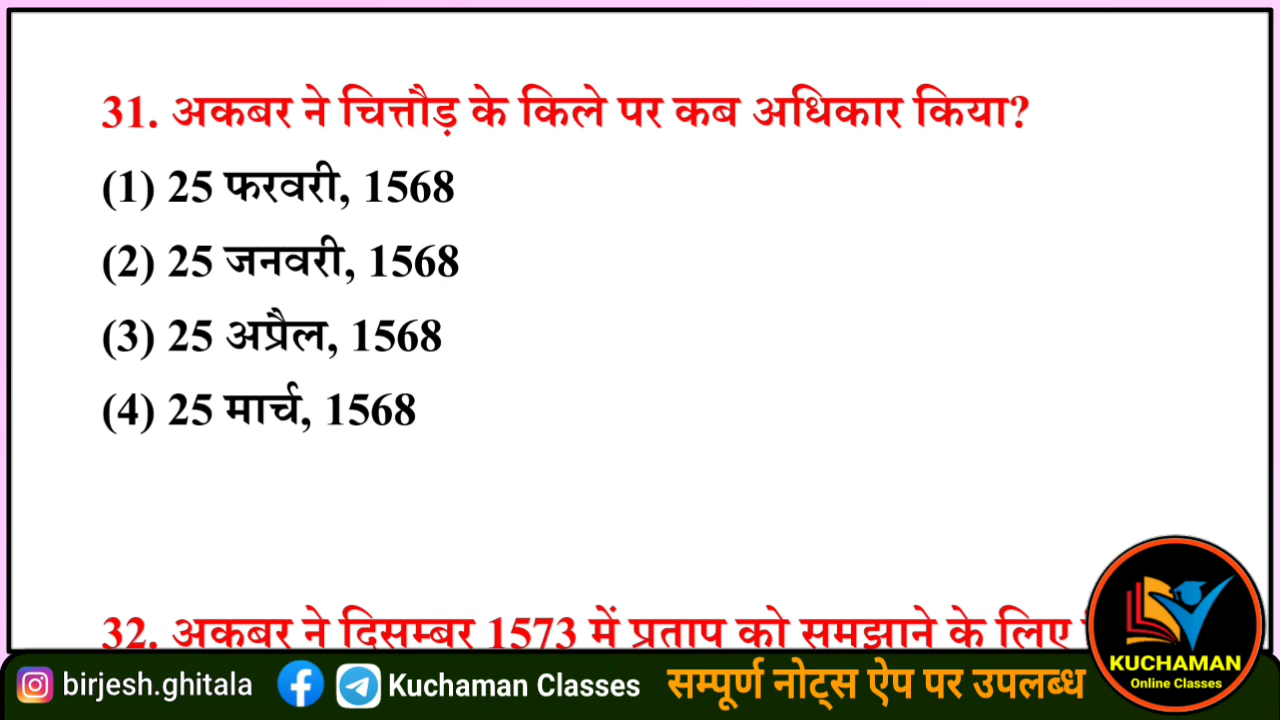 31. अकबर ने चित्तौड़ के किले पर कब अधिकार किया?
(1) 25 फरवरी, 1568
(2) 25 जनवरी, 1568
(3) 25 अप्रैल, 1568
(4) 25 मार्च, 1568
32. अकबर ने दिसम्बर 1573 में प्रताप को समझाने के लिए
KUCHAMAN
Online Classes
birjesh.ghitala Kuchaman Classes सम्पूर्ण नोट्स ऐप पर उपलब्ध